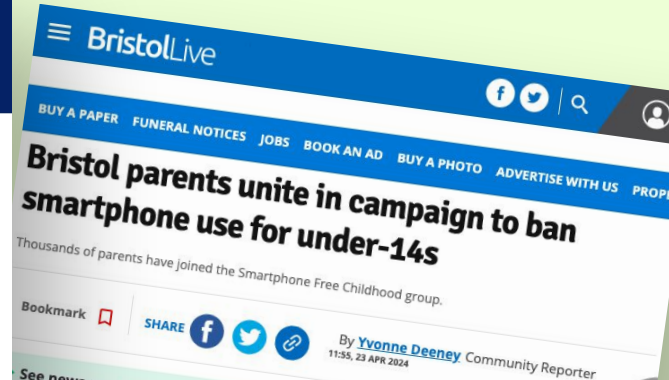 BristolLive
BUY A PAPER FUNERAL NOTICES JOBS BOOK AN AD BUY A PHOTO ADVERTISE WITH US
Bristol parents unite in campaign to ban
smartphone use for under-14s
Thousands of parents have joined the Smartphone Free Childhood group.
Bookmark
SHARE
By Yvonne Deeney Community Reporter
11:55, 23 APR 2024
See